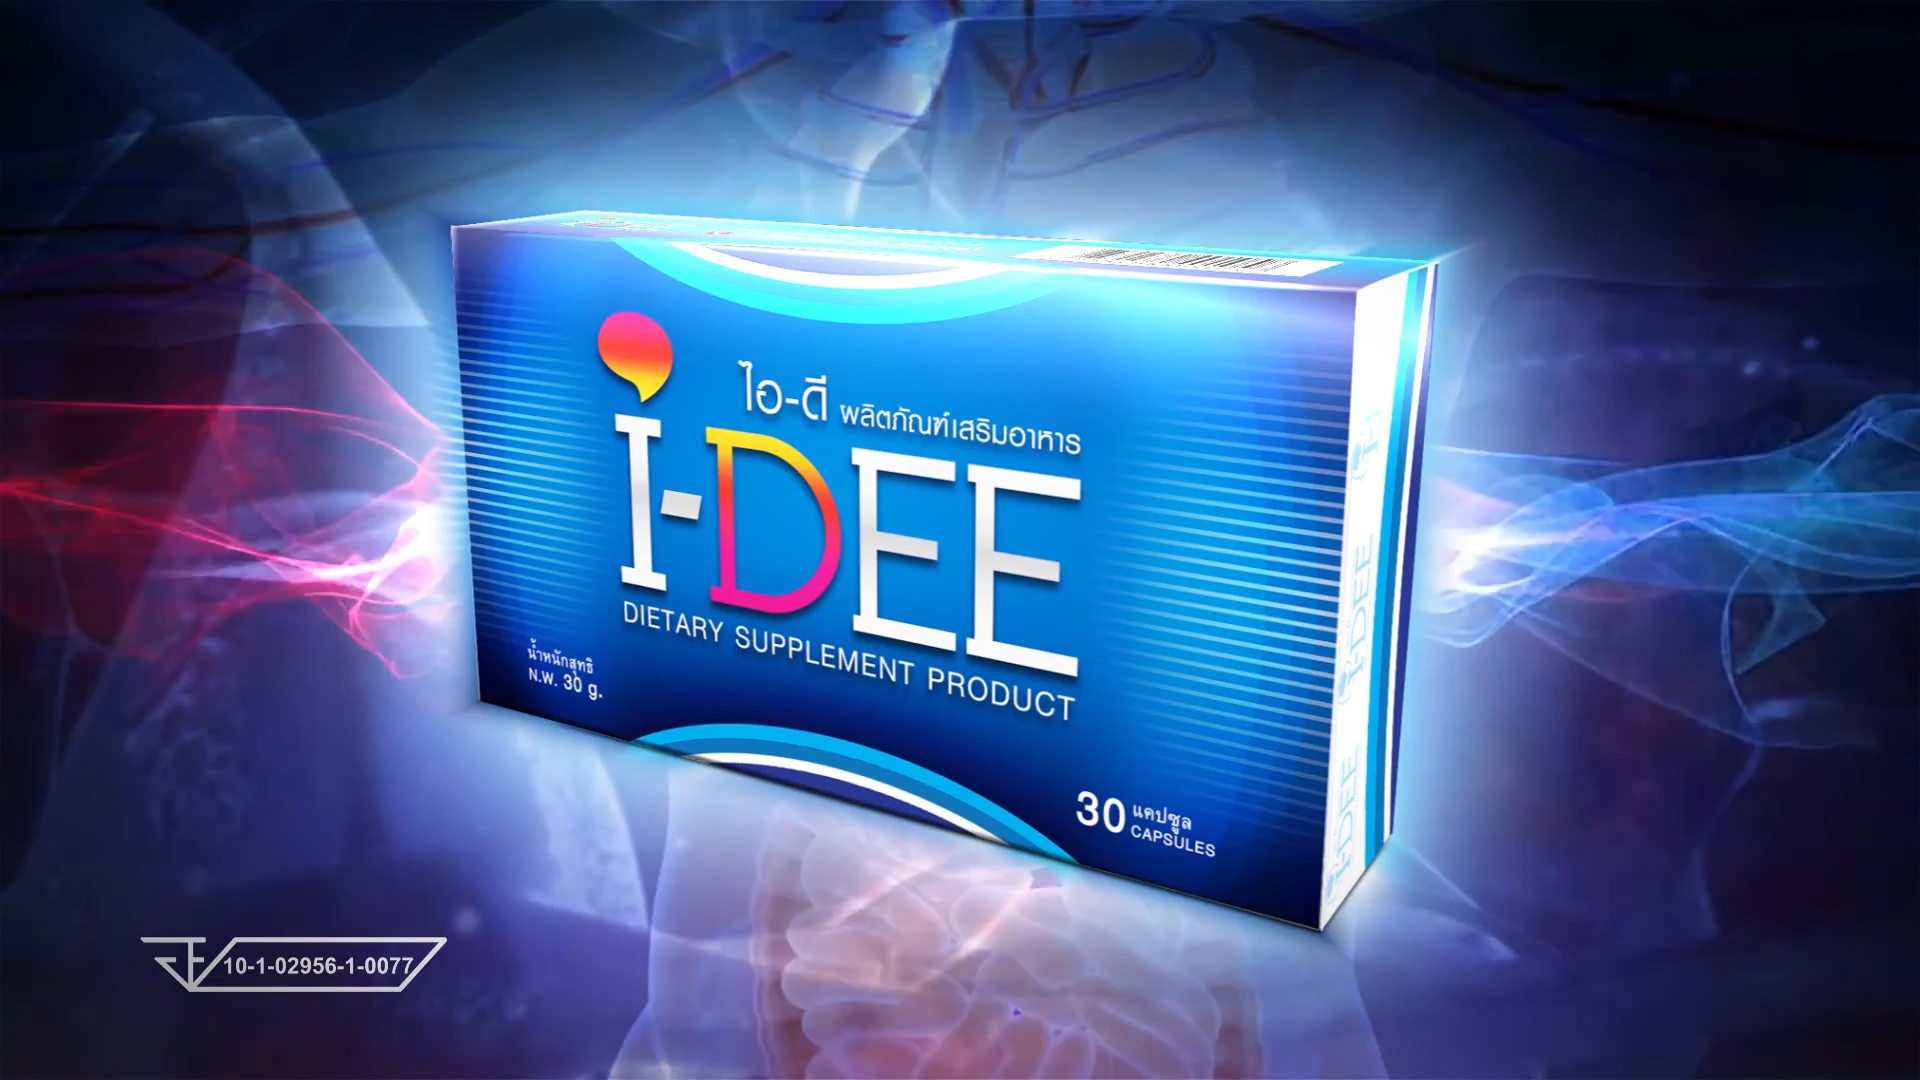 ไอ-ดี ผลิตภัณฑ์เสริมอาหาร
i-DEE
DIETARY SUPPLEMENT PRODUCT
น้ำหนักสุทธิ
N.W. 30 g.
30 แคปซูล
CAPSULES
i-DEE
i-DEE
10-1-02956-1-0077